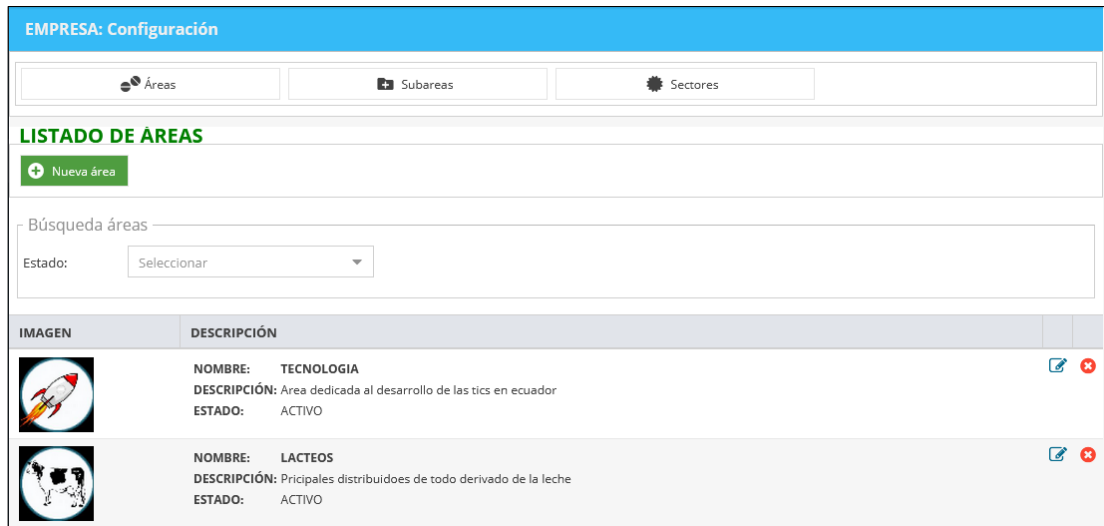 EMPRESA: Configuración
Áreas Subareas Sectores
LISTADO DE ÁREAS
Nueva área
Búsqueda áreas
Estado: Seleccionar
IMAGEN DESCRIPCIÓN
NOMBRE: TECNOLOGIA
DESCRIPCIÓN: Area dedicada al desarrollo de las tics en ecuador
ESTADO: ACTIVO
NOMBRE: LACTEOS
DESCRIPCIÓN: Pricipales distribuidoes de todo derivado de la leche
ESTADO: ACTIVO